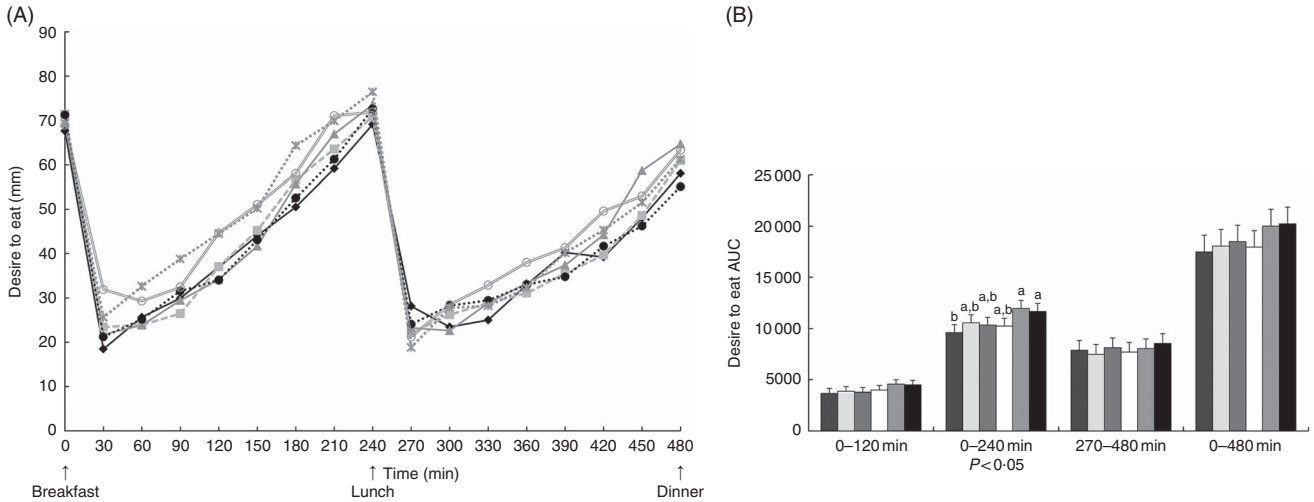 (A)
90
80
70
60
50
40
30
20
10
0
Desire to eat (mm)
0 30 60 90 120 150 180 210 240 270 300 330 360 390 420 450 480
↑ ↑ Time (min) ↑
Breakfast Lunch Dinner
(B)
25 000
20 000
15 000
10 000
5000
0
Desire to eat AUC
b a,b a,b a,b a a
0–120 min 0–240 min 270–480 min 0–480 min
P<0·05